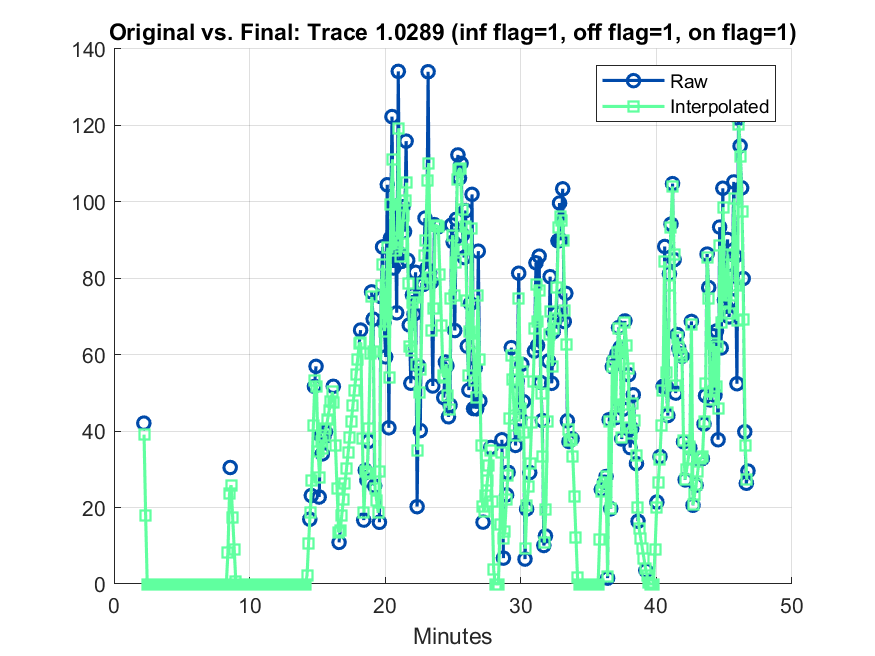 Original vs. Final: Trace 1.0289 (inf flag=1, off flag=1, on flag=1)
140
120
100
80
60
40
20
0
Raw
Interpolated
0 10 20 30 40 50
Minutes